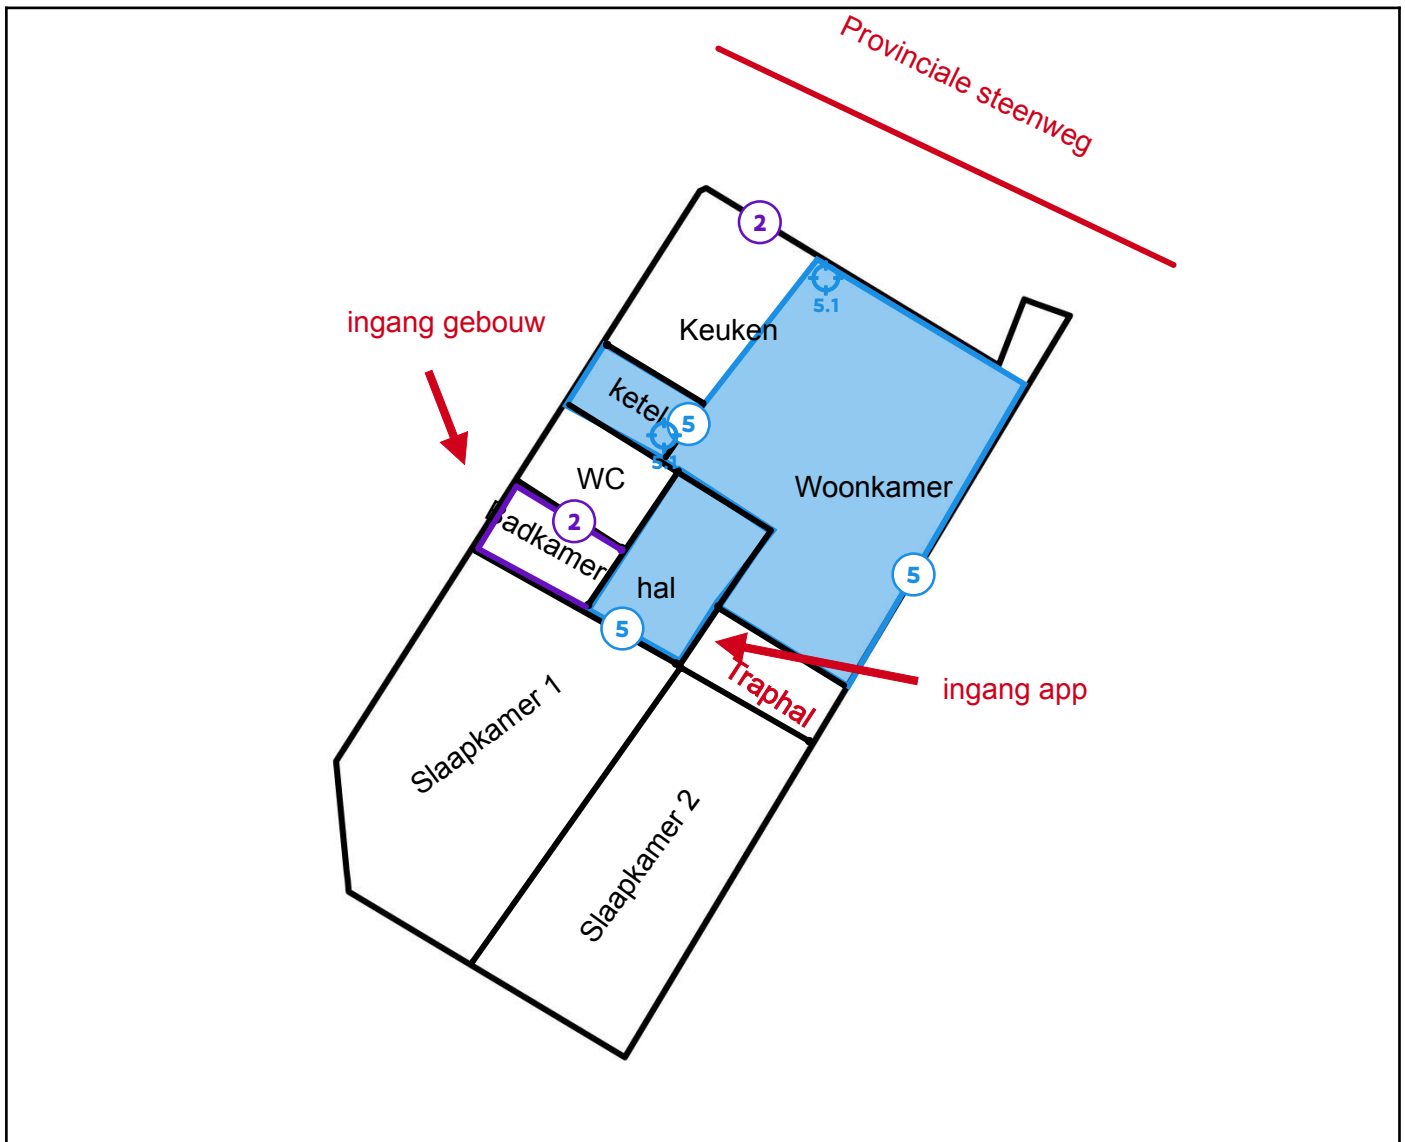 Provinciale steenweg
2
5.1
ingang gebouw
Keuken
ketel
5
5.1
WC
Woonkamer
2
Badkamer
5
hal
5
ingang app
Traphal
Slaapkamer 1
Slaapkamer 2